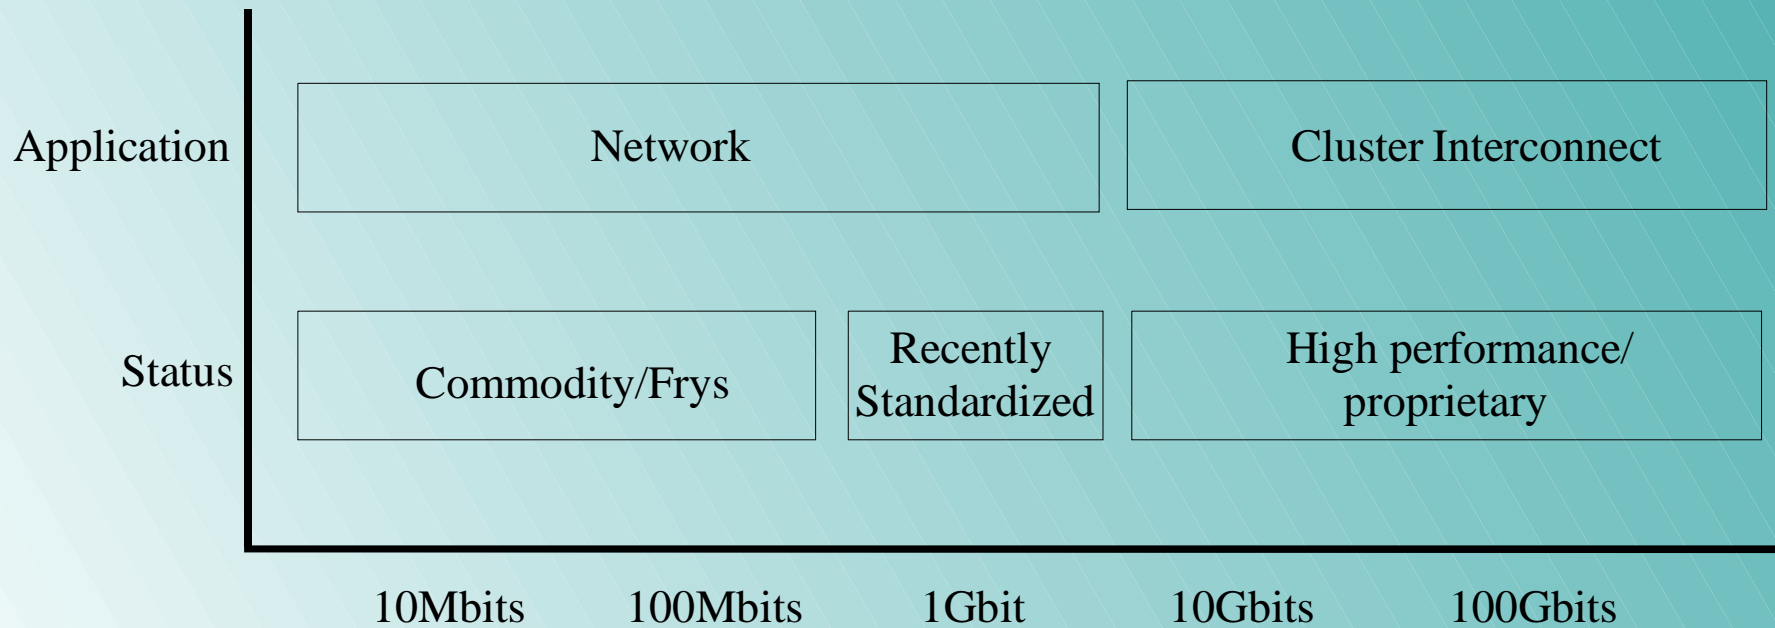 Application
Network
Cluster Interconnect
Status
Commodity/Frys
Recently
Standardized
High performance/
proprietary
10Mbits
100Mbits
1Gbit
10Gbits
100Gbits